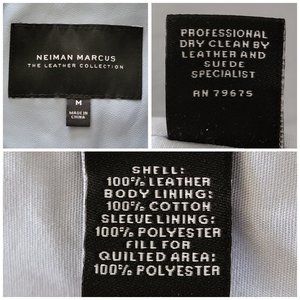 NEIMAN MARCUS
THE LEATHER COLLECTION
M
MADE IN
CHINA
PROFESSIONAL
DRY CLEAN BY
LEATHER AND
SUEDE
SPECIALIST
RN 79675
SHELL:
100% LEATHER
BODY LINING:
100% COTTON
SLEEVE LINING:
100% POLYESTER
FILL FOR
QUILTED AREA:
100% POLYESTER